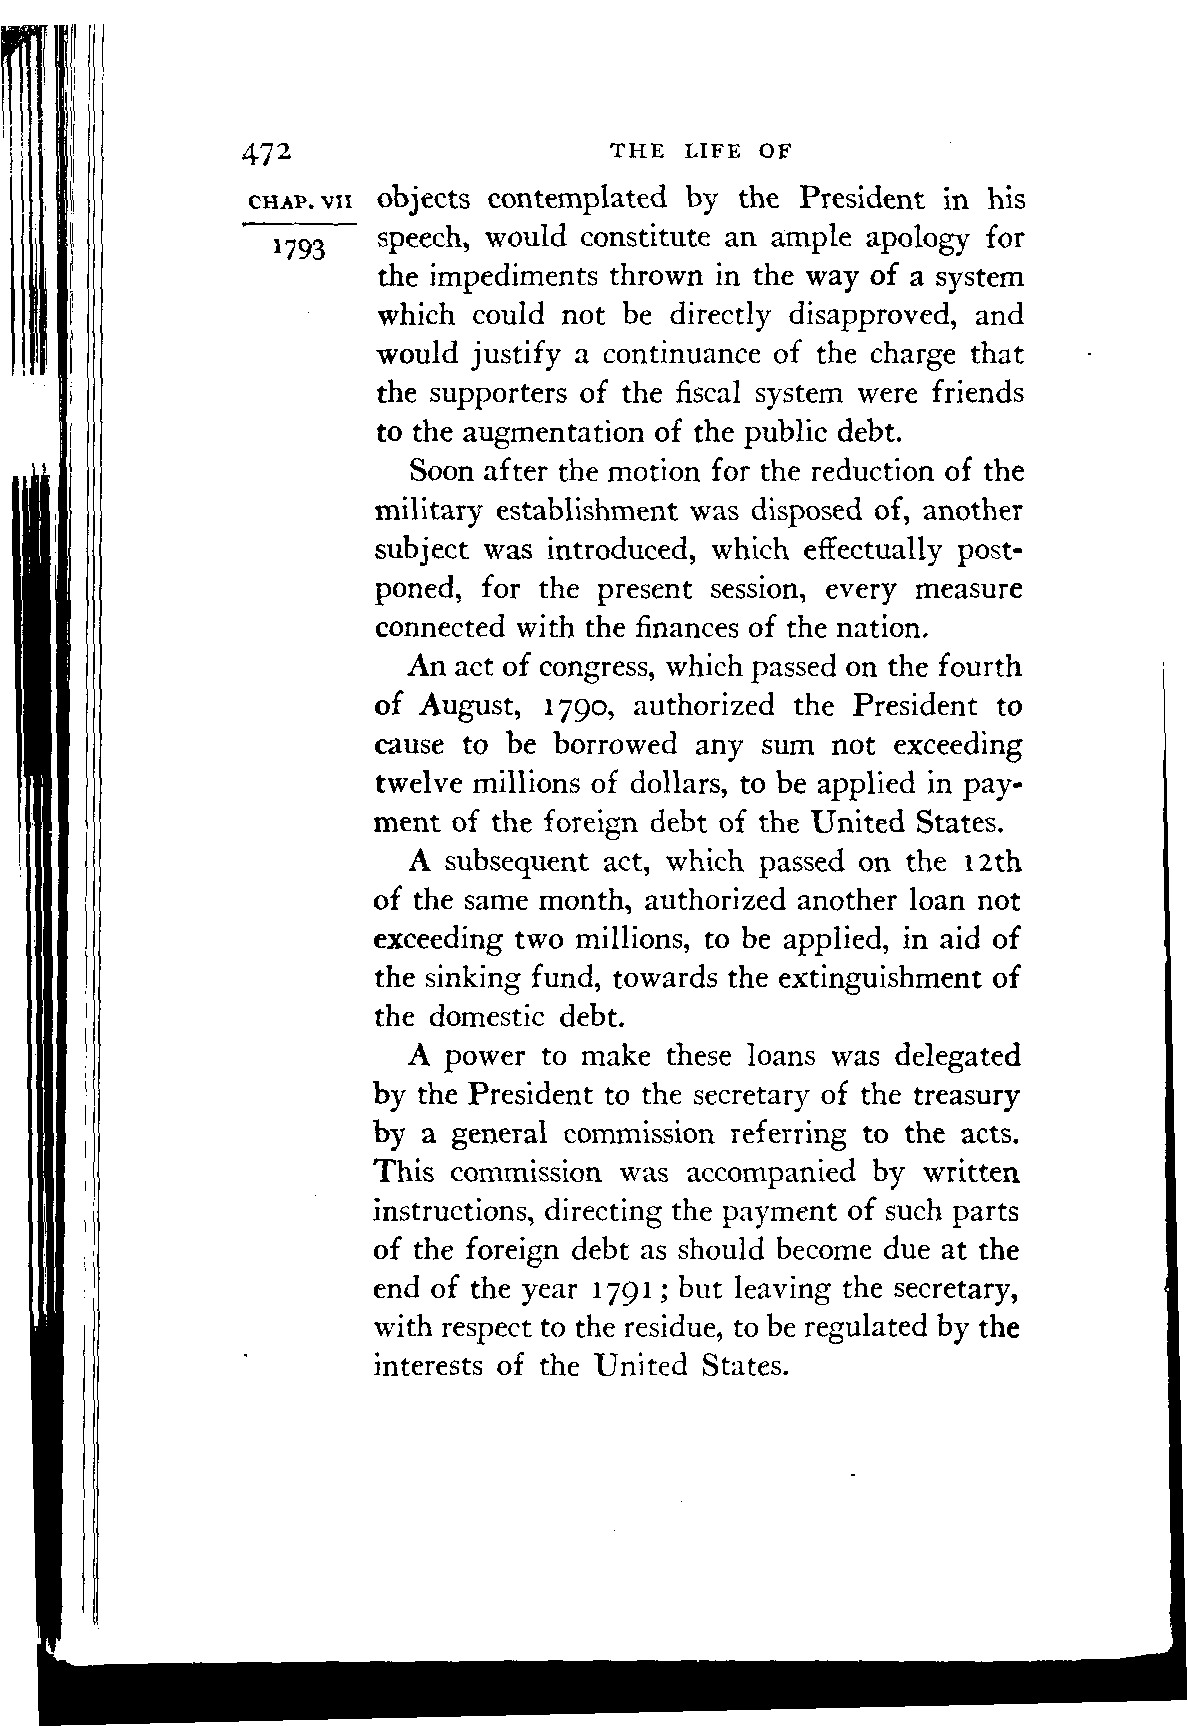 472 THE LIFE OF
CHAP. VII objects contemplated by the President in his
1793 speech, would constitute an ample apology for
the impediments thrown in the way of a system
which could not be directly disapproved, and
would justify a continuance of the charge that
the supporters of the fiscal system were friends
to the augmentation of the public debt.
Soon after the motion for the reduction of the
military establishment was disposed of, another
subject was introduced, which effectually post-
poned, for the present session, every measure
connected with the finances of the nation.
An act of congress, which passed on the fourth
of August, 1790, authorized the President to
cause to be borrowed any sum not exceeding
twelve millions of dollars, to be applied in pay-
ment of the foreign debt of the United States.
A subsequent act, which passed on the 12th
of the same month, authorized another loan not
exceeding two millions, to be applied, in aid of
the sinking fund, towards the extinguishment of
the domestic debt.
A power to make these loans was delegated
by the President to the secretary of the treasury
by a general commission referring to the acts.
This commission was accompanied by written
instructions, directing the payment of such parts
of the foreign debt as should become due at the
end of the year 1791; but leaving the secretary,
with respect to the residue, to be regulated by the
interests of the United States.